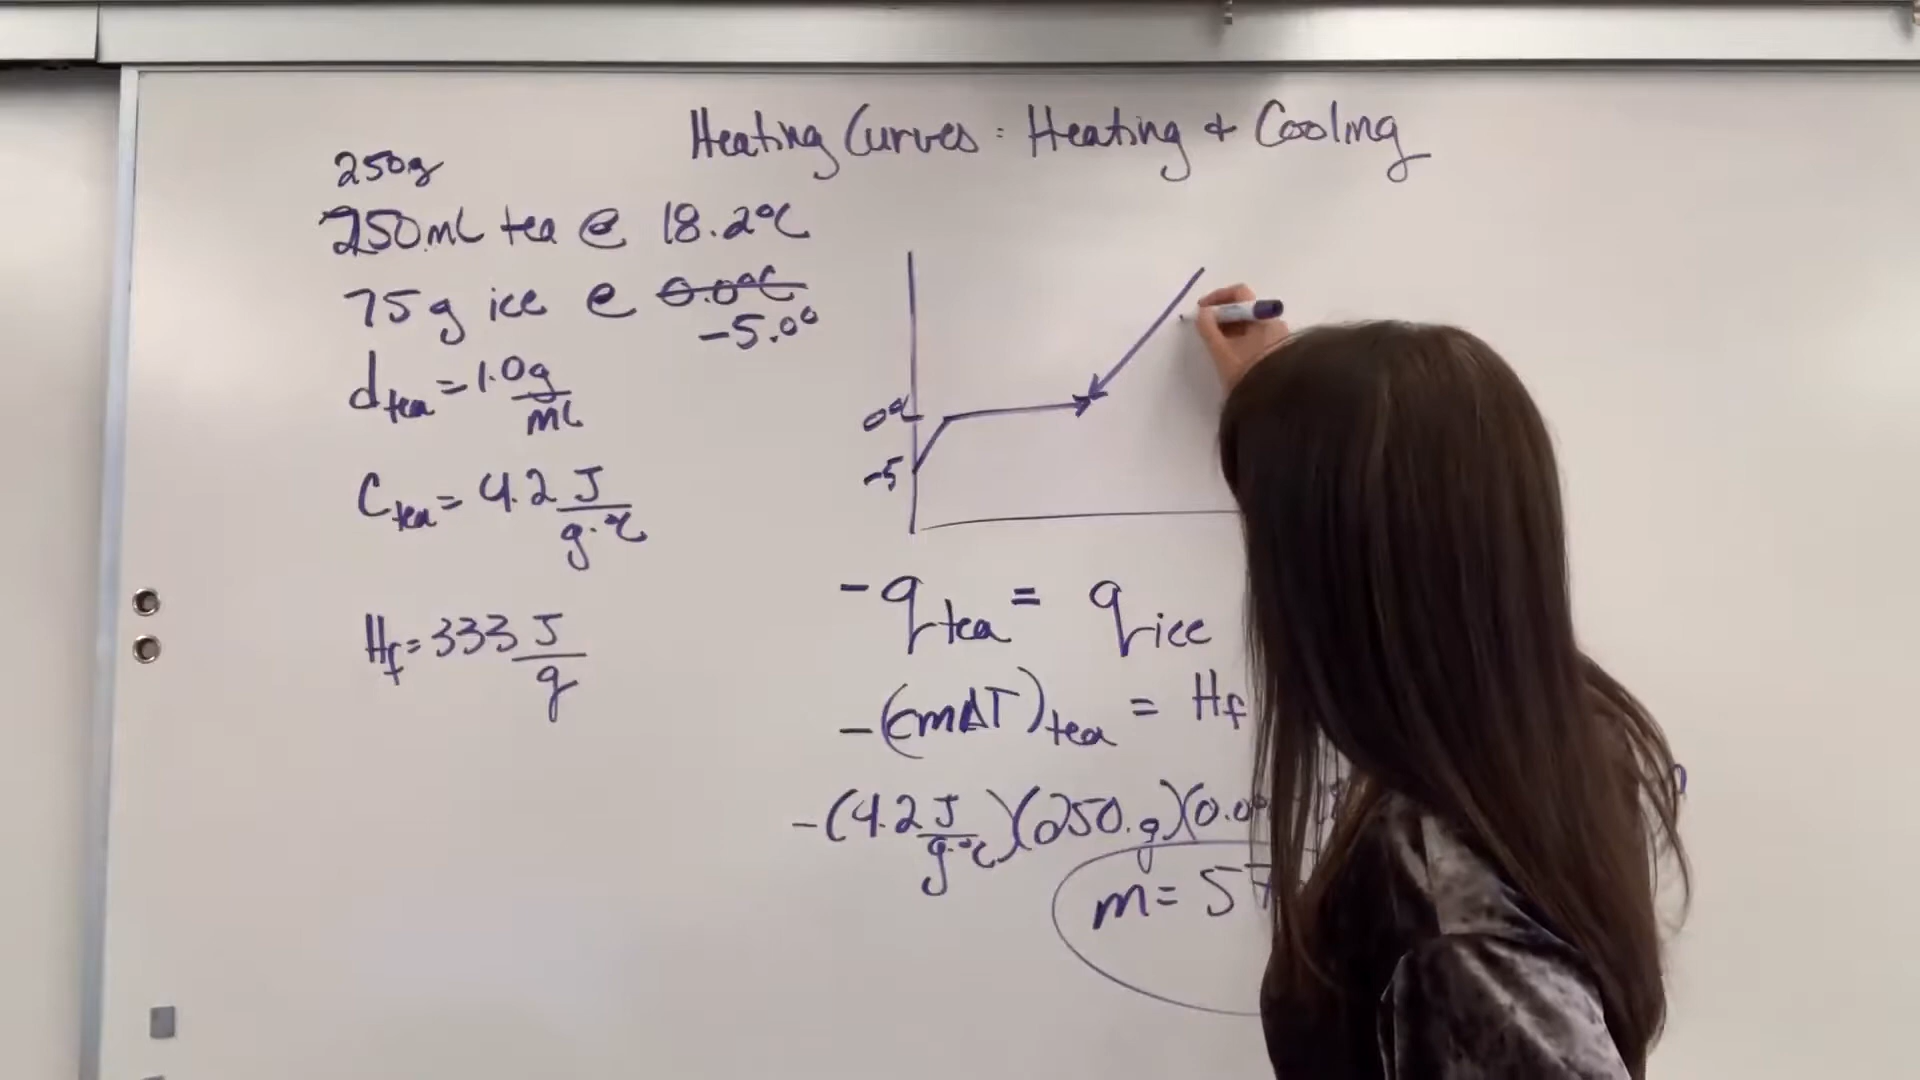 Heating Curves: Heating + Cooling
250g
250mL tea @ 18.2°C
75g ice @ 0.0°C
-5.0°
d tea = 1.0g
mL
C tea = 4.2 J
g.°C
Hf = 333 J
g
0°C
-5
-q tea = q ice
-(cmΔT) tea = Hf
-(4.2 J
g.°C)(250.g)(0.0°
m = 57